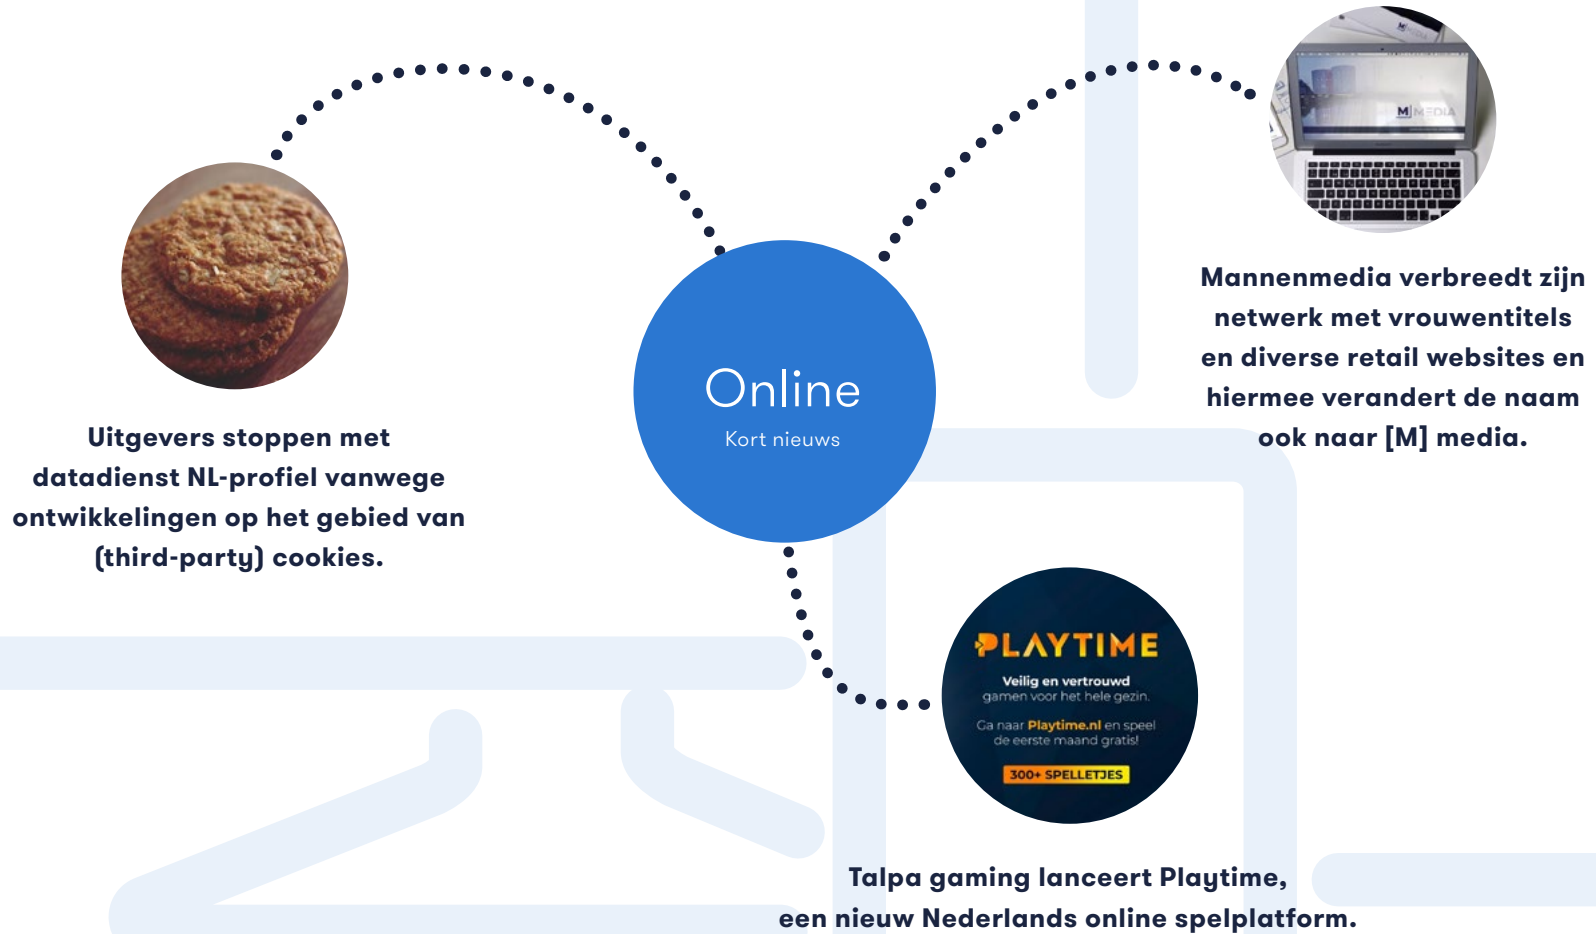 Online
Kort nieuws
Uitgevers stoppen met
datadienst NL-profiel vanwege
ontwikkelingen op het gebied van
(third-party) cookies.
M MEDIA
Mannenmedia verbreedt zijn
netwerk met vrouwentitels
en diverse retail websites en
hiermee verandert de naam
ook naar [M] media.
PLAYTIME
Veilig en vertrouwd
gamen voor het hele gezin.
Ga naar Playtime.nl en speel
de eerste maand gratis!
300+ SPELLETJES
Talpa gaming lanceert Playtime,
een nieuw Nederlands online spelplatform.